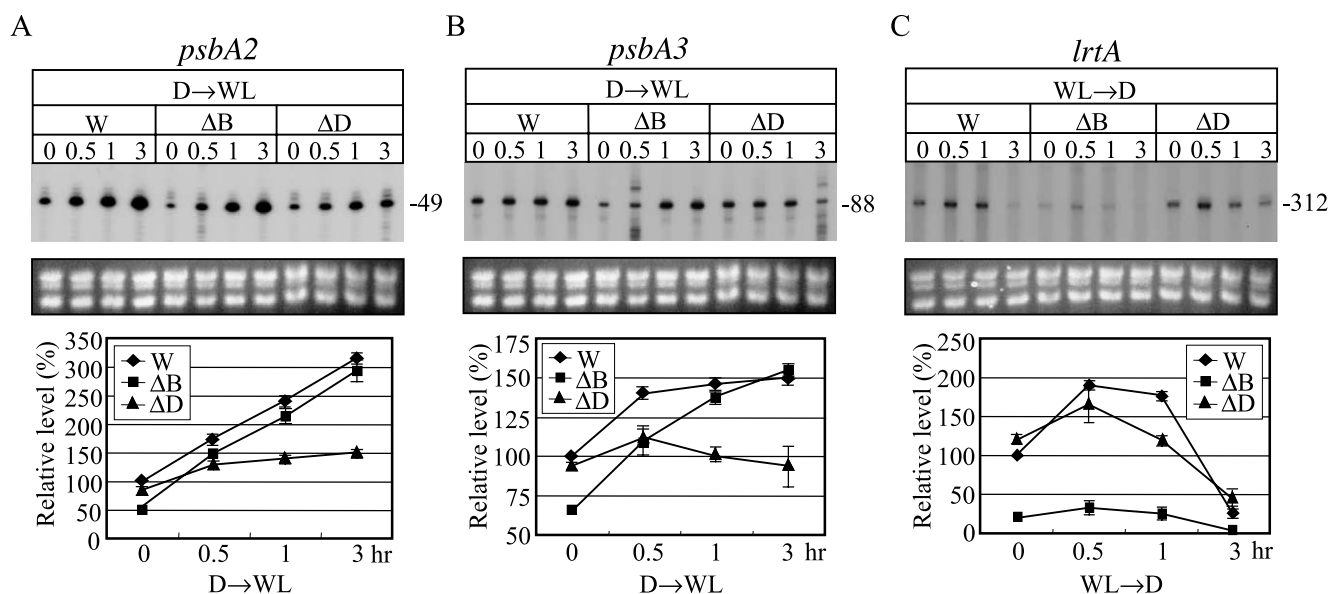 A
psbA2
D→WL
W ΔB ΔD
0 0.5 1 3 0 0.5 1 3 0 0.5 1 3
-49
350
300
250
200
150
100
50
0
Relative level (%)
W
ΔB
ΔD
0 0.5 1 3 hr
D→WL
B
psbA3
D→WL
W ΔB ΔD
0 0.5 1 3 0 0.5 1 3 0 0.5 1 3
-88
175
150
125
100
75
50
Relative level (%)
W
ΔB
ΔD
0 0.5 1 3 hr
D→WL
C
lrtA
WL→D
W ΔB ΔD
0 0.5 1 3 0 0.5 1 3 0 0.5 1 3
-312
250
200
150
100
50
0
Relative level (%)
W
ΔB
ΔD
0 0.5 1 3 hr
WL→D